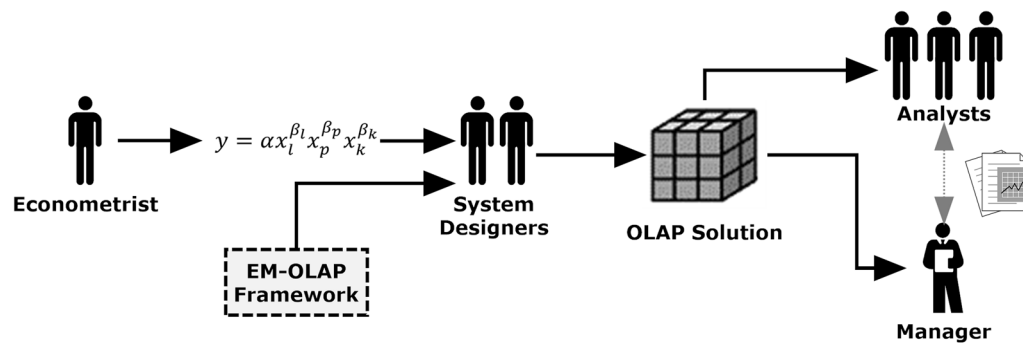 Econometrist
y = αx_l^{β_l} x_p^{β_p} x_k^{β_k}
EM-OLAP
Framework
System
Designers
OLAP Solution
Analysts
Manager